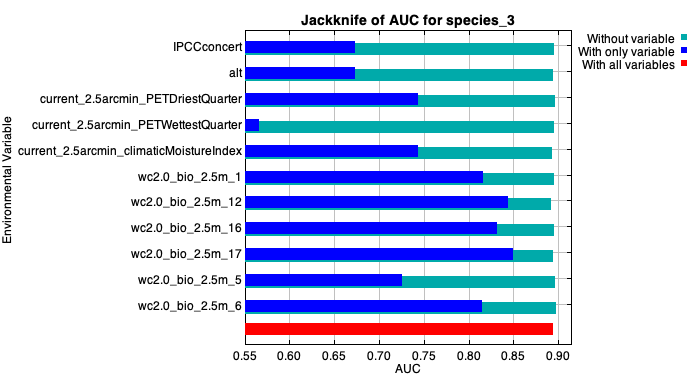 Jackknife of AUC for species_3
Without variable
With only variable
With all variables
Environmental Variable
IPCCconcert
alt
current_2.5arcmin_PETDriestQuarter
current_2.5arcmin_PETWettestQuarter
current_2.5arcmin_climaticMoistureIndex
wc2.0_bio_2.5m_1
wc2.0_bio_2.5m_12
wc2.0_bio_2.5m_16
wc2.0_bio_2.5m_17
wc2.0_bio_2.5m_5
wc2.0_bio_2.5m_6
0.55 0.60 0.65 0.70 0.75 0.80 0.85 0.90
AUC